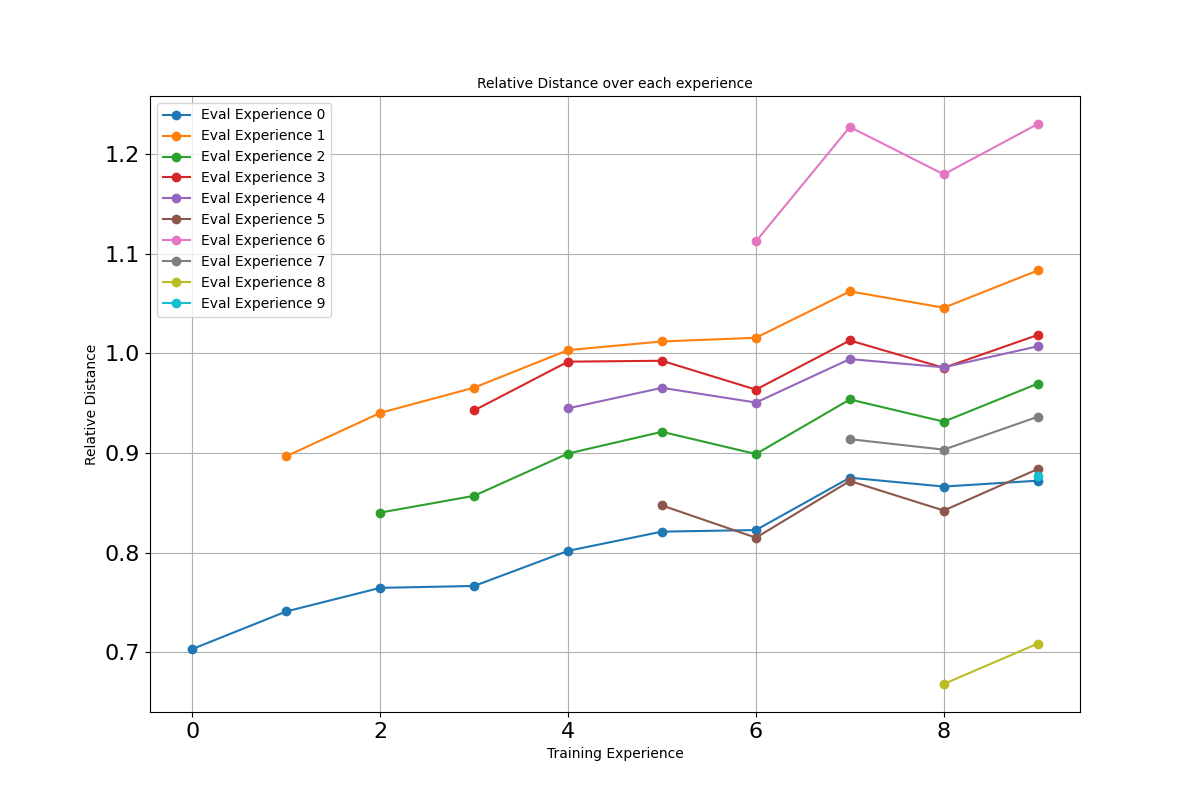 Relative Distance over each experience
Eval Experience 0
Eval Experience 1
Eval Experience 2
Eval Experience 3
Eval Experience 4
Eval Experience 5
Eval Experience 6
Eval Experience 7
Eval Experience 8
Eval Experience 9
1.2
1.1
1.0
0.9
0.8
0.7
Relative Distance
0 2 4 6 8
Training Experience